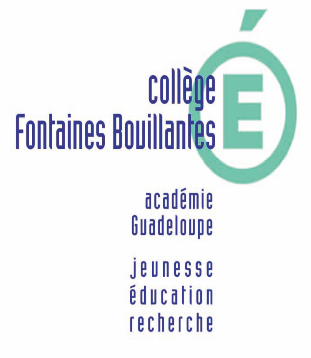 collège
Fontaines Bouillantes
É
académie
Guadeloupe
jeunesse
éducation
recherche